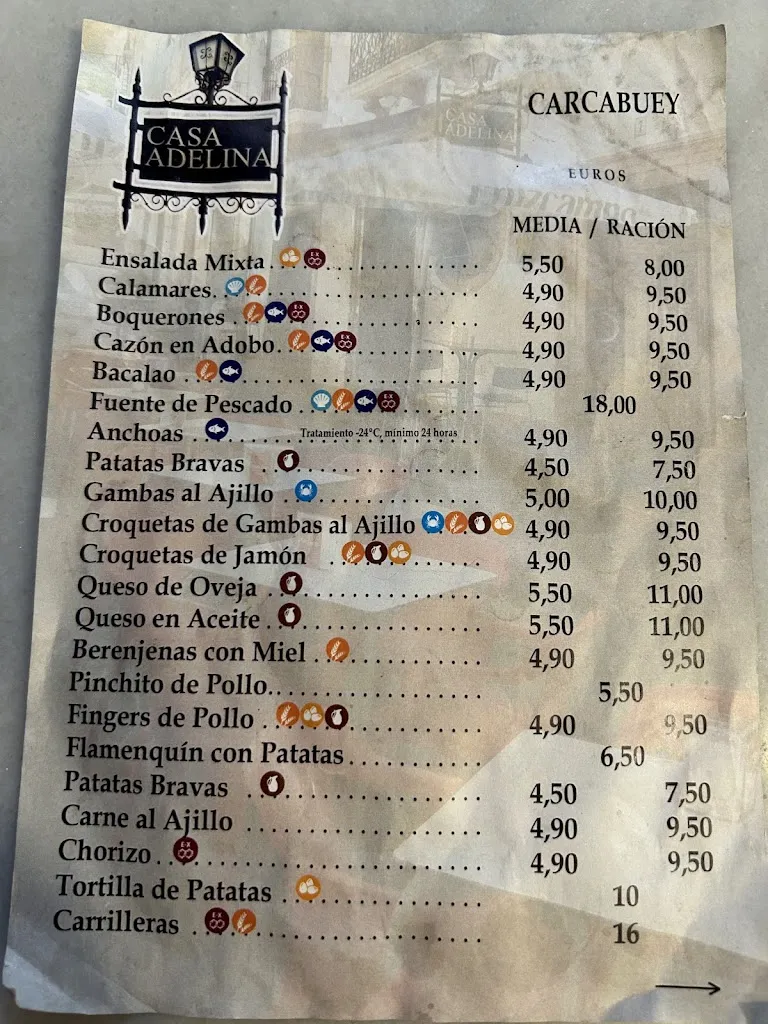 CASA
ADELINA
CARCABUEY
EUROS
MEDIA / RACIÓN
Ensalada Mixta 5,50 8,00
Calamares 4,90 9,50
Boquerones 4,90 9,50
Cazón en Adobo 4,90 9,50
Bacalao 4,90 9,50
Fuente de Pescado 18,00
Anchoas Tratamiento -24°C, mínimo 24 horas 4,90 9,50
Patatas Bravas 4,50 7,50
Gambas al Ajillo 5,00 10,00
Croquetas de Gambas al Ajillo 4,90 9,50
Croquetas de Jamón 4,90 9,50
Queso de Oveja 5,50 11,00
Queso en Aceite 5,50 11,00
Berenjenas con Miel 4,90 9,50
Pinchito de Pollo 5,50
Fingers de Pollo 4,90 9,50
Flamenquín con Patatas 6,50
Patatas Bravas 4,50 7,50
Carne al Ajillo 4,90 9,50
Chorizo 4,90 9,50
Tortilla de Patatas 10
Carrilleras 16